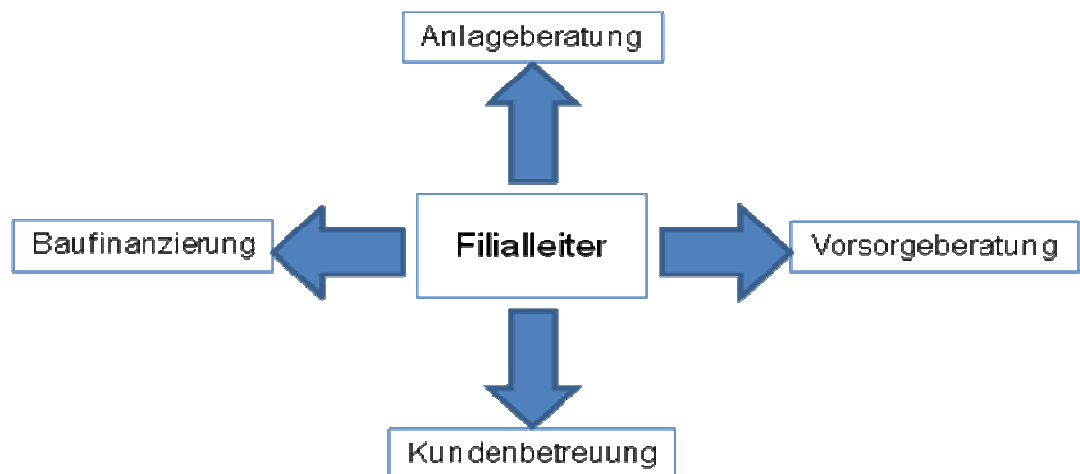 Anlageberatung
Baufinanzierung
Filialleiter
Vorsorgeberatung
Kundenbetreuung